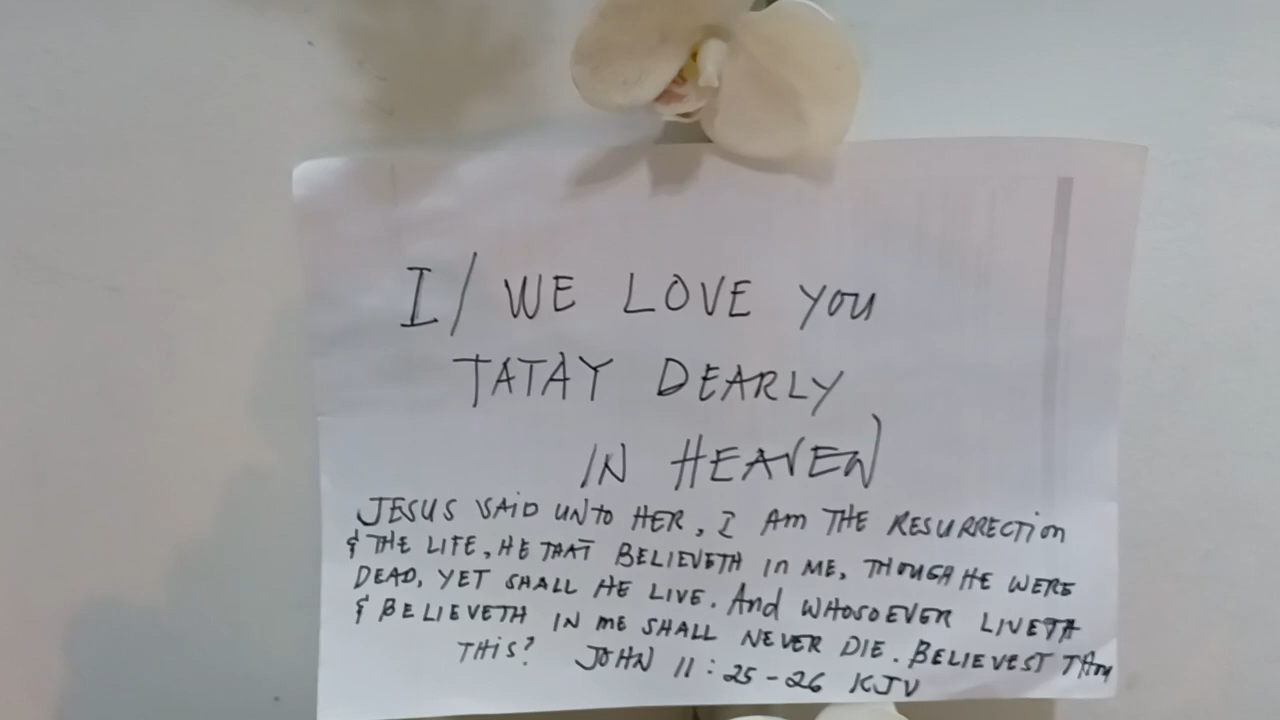 I/ WE LOVE you
TATAY DEARLY
IN HEAVEN
JESUS SAiD UNto HER, I Am THE RESURRECTion
& THE LIFE, HE THAT BELIEVETH In ME, THOUGH HE WERE
DEAD, YET SHALL HE LIVE. And WHOSOEVER LIVETH
& BELIEVETH IN mE SHALL NEVER DIE. BELIEVEST THou
THiS? JOHN 11:25-26 KJV